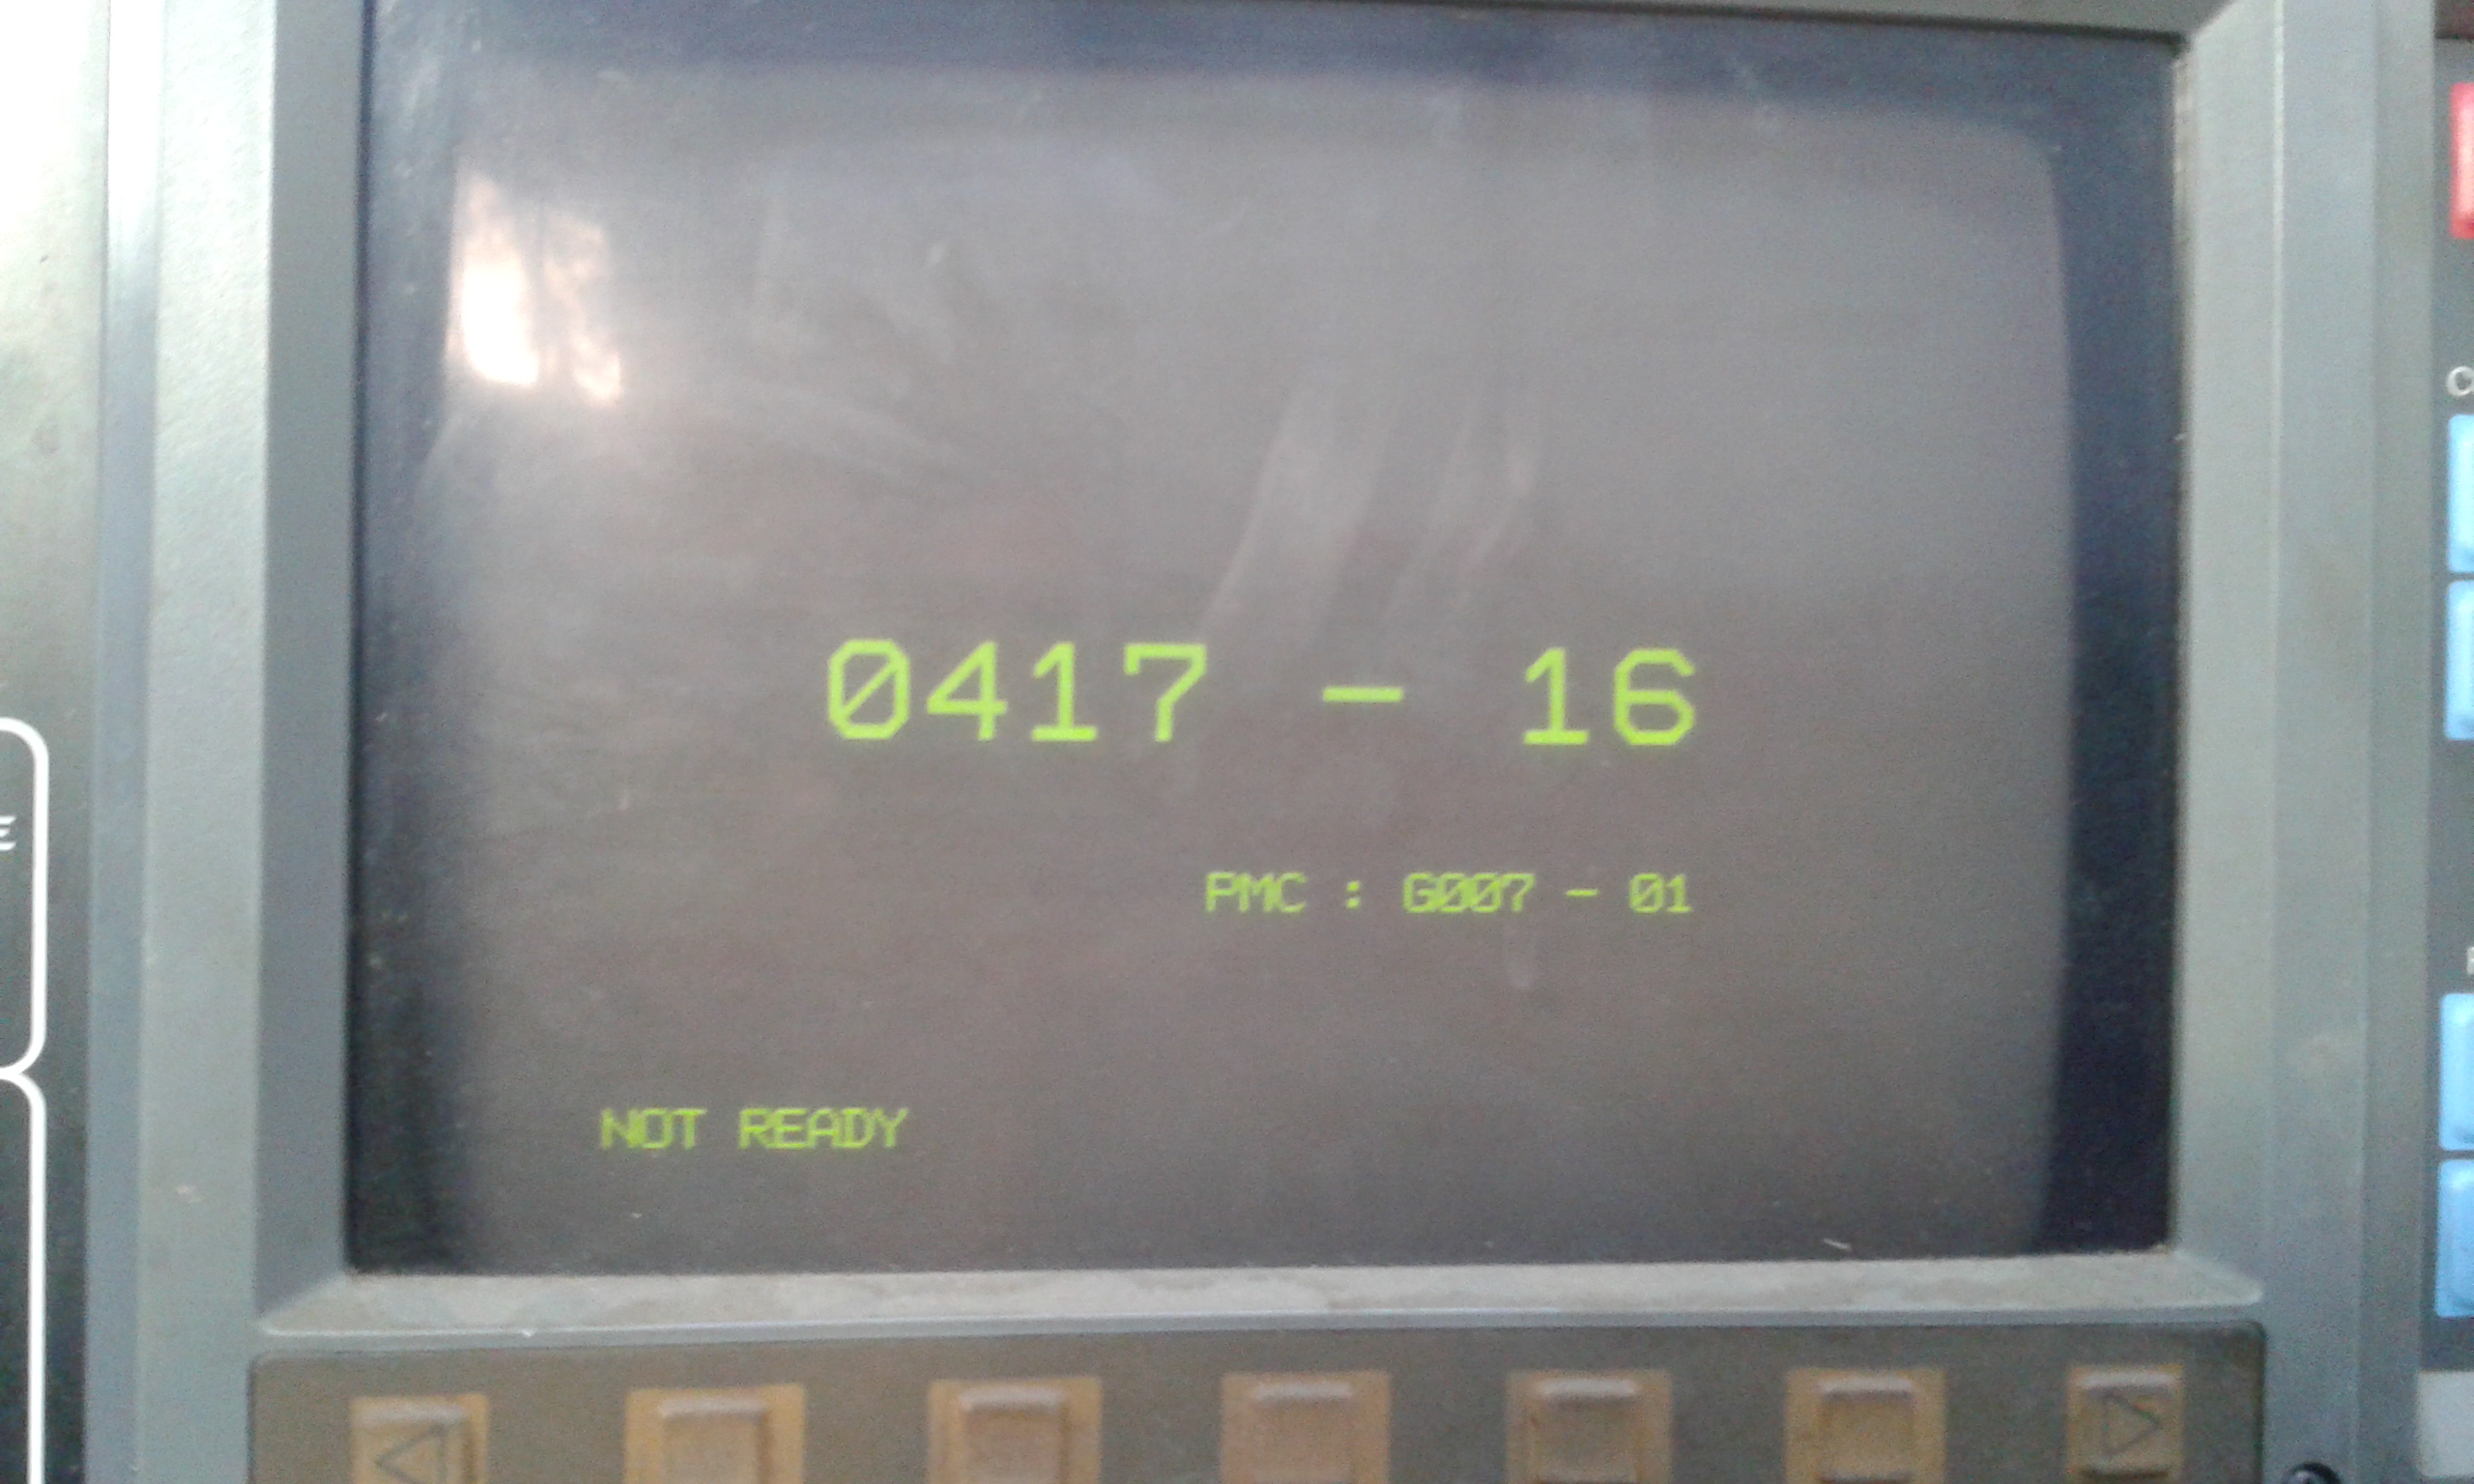 0417 - 16
PMC : G007 - 01
NOT READY